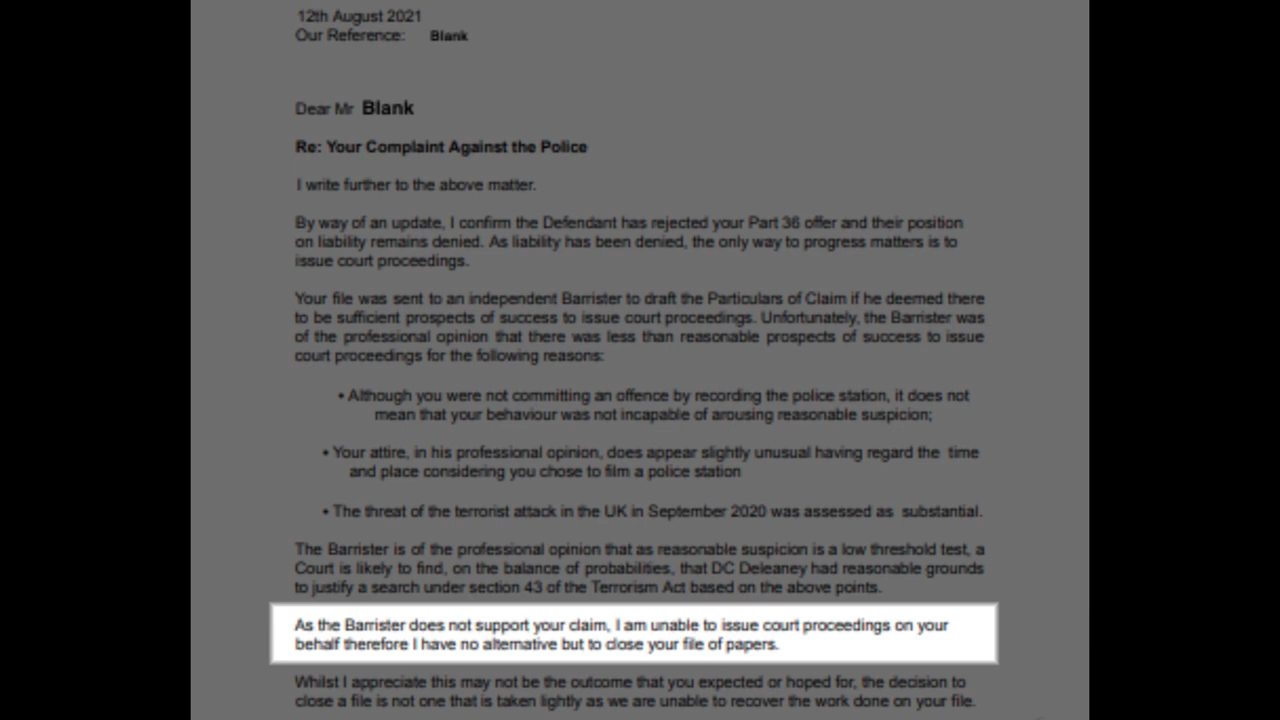 12th August 2021
Our Reference: Blank
Dear Mr Blank
Re: Your Complaint Against the Police
I write further to the above matter.
By way of an update, I confirm the Defendant has rejected your Part 36 offer and their position
on liability remains denied. As liability has been denied, the only way to progress matters is to
issue court proceedings.
Your file was sent to an independent Barrister to draft the Particulars of Claim if he deemed there
to be sufficient prospects of success to issue court proceedings. Unfortunately, the Barrister was
of the professional opinion that there was less than reasonable prospects of success to issue
court proceedings for the following reasons:
• Although you were not committing an offence by recording the police station, it does not
mean that your behaviour was not incapable of arousing reasonable suspicion;
• Your attire, in his professional opinion, does appear slightly unusual having regard the time
and place considering you chose to film a police station
• The threat of the terrorist attack in the UK in September 2020 was assessed as substantial.
The Barrister is of the professional opinion that as reasonable suspicion is a low threshold test, a
Court is likely to find, on the balance of probabilities, that DC Deleaney had reasonable grounds
to justify a search under section 43 of the Terrorism Act based on the above points.
As the Barrister does not support your claim, I am unable to issue court proceedings on your
behalf therefore I have no alternative but to close your file of papers.
Whilst I appreciate this may not be the outcome that you expected or hoped for, the decision to
close a file is not one that is taken lightly as we are unable to recover the work done on your file.